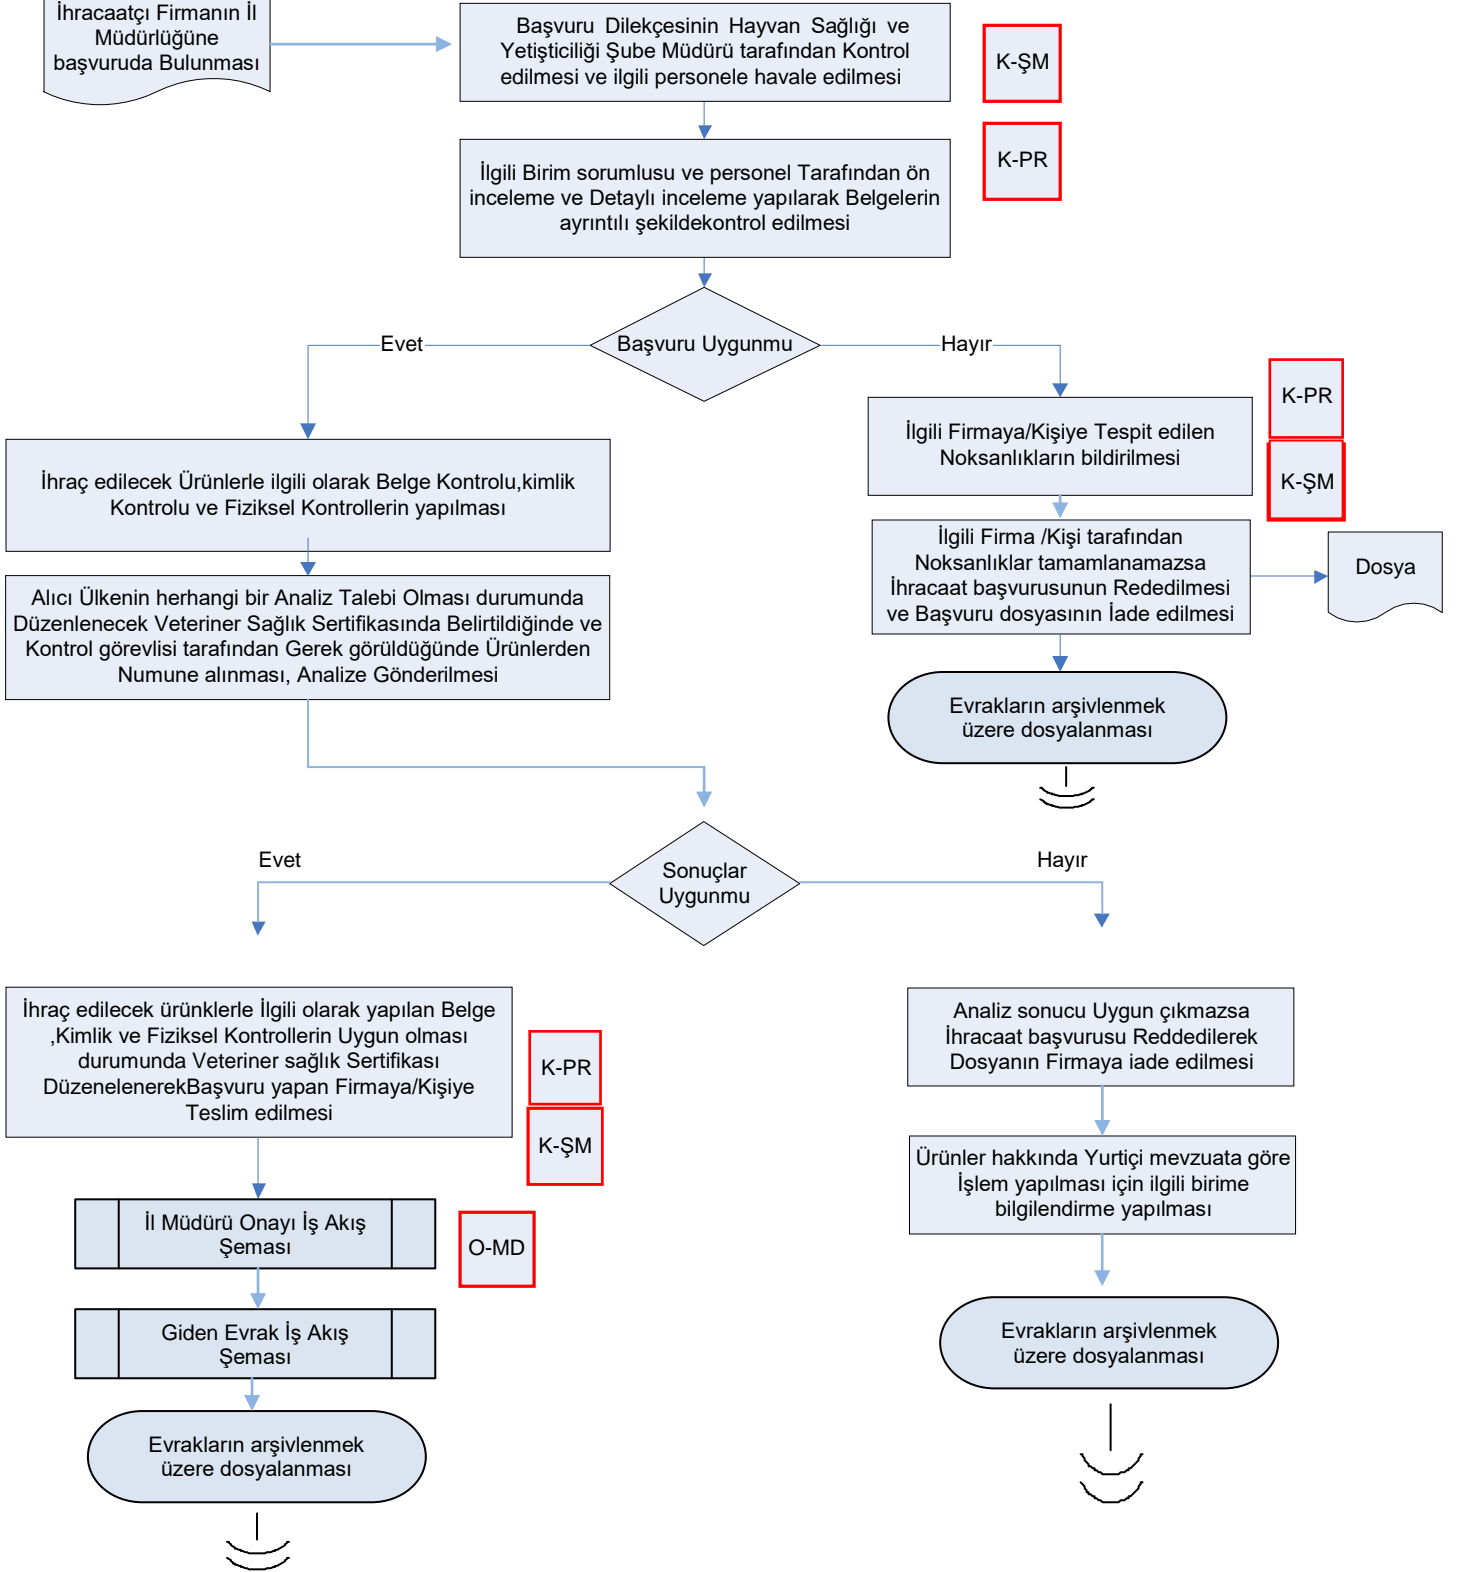 İhracaatçı Firmanın İl
Müdürlüğüne
başvuruda Bulunması
Başvuru Dilekçesinin Hayvan Sağlığı ve
Yetişticiliği Şube Müdürü tarafından Kontrol
edilmesi ve ilgili personele havale edilmesi
K-ŞM
K-PR
İlgili Birim sorumlusu ve personel Tarafından ön
inceleme ve Detaylı inceleme yapılarak Belgelerin
ayrıntılı şekildekontrol edilmesi
Evet
Başvuru Uygunmu
Hayır
K-PR
K-ŞM
İlgili Firmaya/Kişiye Tespit edilen
Noksanlıkların bildirilmesi
İhraç edilecek Ürünlerle ilgili olarak Belge Kontrolu,kimlik
Kontrolu ve Fiziksel Kontrollerin yapılması
İlgili Firma /Kişi tarafından
Noksanlıklar tamamlanamazsa
İhracaat başvurusunun Rededilmesi
ve Başvuru dosyasının İade edilmesi
Dosya
Alıcı Ülkenin herhangi bir Analiz Talebi Olması durumunda
Düzenlenecek Veteriner Sağlık Sertifikasında Belirtildiğinde ve
Kontrol görevlisi tarafından Gerek görüldüğünde Ürünlerden
Numune alınması, Analize Gönderilmesi
Evrakların arşivlenmek
üzere dosyalanması
Evet
Sonuçlar
Uygunmu
Hayır
İhraç edilecek ürünklerle İlgili olarak yapılan Belge
,Kimlik ve Fiziksel Kontrollerin Uygun olması
durumunda Veteriner sağlık Sertifikası
DüzenelenerekBaşvuru yapan Firmaya/Kişiye
Teslim edilmesi
K-PR
K-ŞM
Analiz sonucu Uygun çıkmazsa
İhracaat başvurusu Reddedilerek
Dosyanın Firmaya iade edilmesi
Ürünler hakkında Yurtiçi mevzuata göre
İşlem yapılması için ilgili birime
bilgilendirme yapılması
İl Müdürü Onayı İş Akış
Şeması
O-MD
Giden Evrak İş Akış
Şeması
Evrakların arşivlenmek
üzere dosyalanması
Evrakların arşivlenmek
üzere dosyalanması